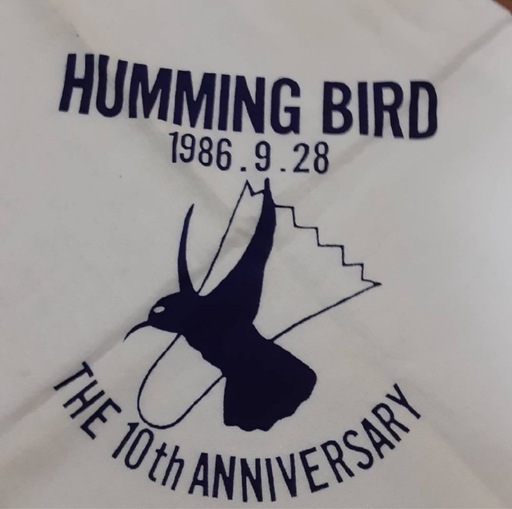 HUMMING BIRD
1986.9.28
THE 10th ANNIVERSARY